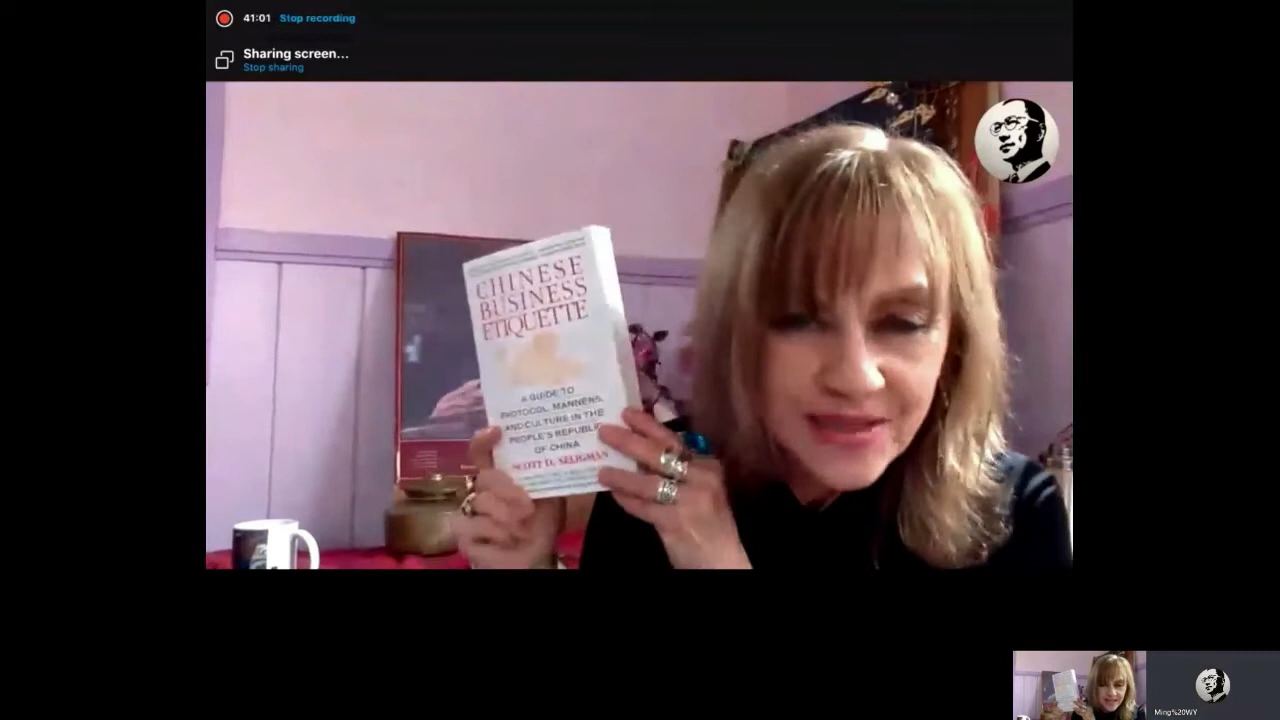 41:01 Stop recording
Sharing screen...
Stop sharing
CHINESE
BUSINESS
ETIQUETTE
A GUIDE TO
PROTOCOL, MANNERS,
AND CULTURE IN THE
PEOPLE'S REPUBLIC
OF CHINA
SCOTT D. SELIGMAN
Ming%20WY